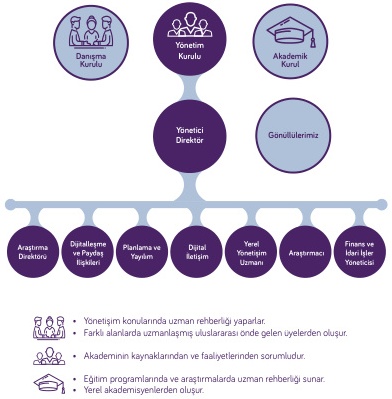 Danışma
Kurulu
Yönetim
Kurulu
Akademik
Kurul
Yönetici
Direktör
Gönüllülerimiz
Araştırma
Direktörü
Dijitalleşme
ve Paydaş
İlişkileri
Planlama ve
Yayılım
Dijital
İletişim
Yerel
Yönetişim
Uzmanı
Araştırmacı
Finans ve
İdari İşler
Yöneticisi
• Yönetişim konularında uzman rehberliği yaparlar.
• Farklı alanlarda uzmanlaşmış uluslararası önde gelen üyelerden oluşur.
• Akademinin kaynaklarından ve faaliyetlerinden sorumludur.
• Eğitim programlarında ve araştırmalarda uzman rehberliği sunar.
• Yerel akademisyenlerden oluşur.